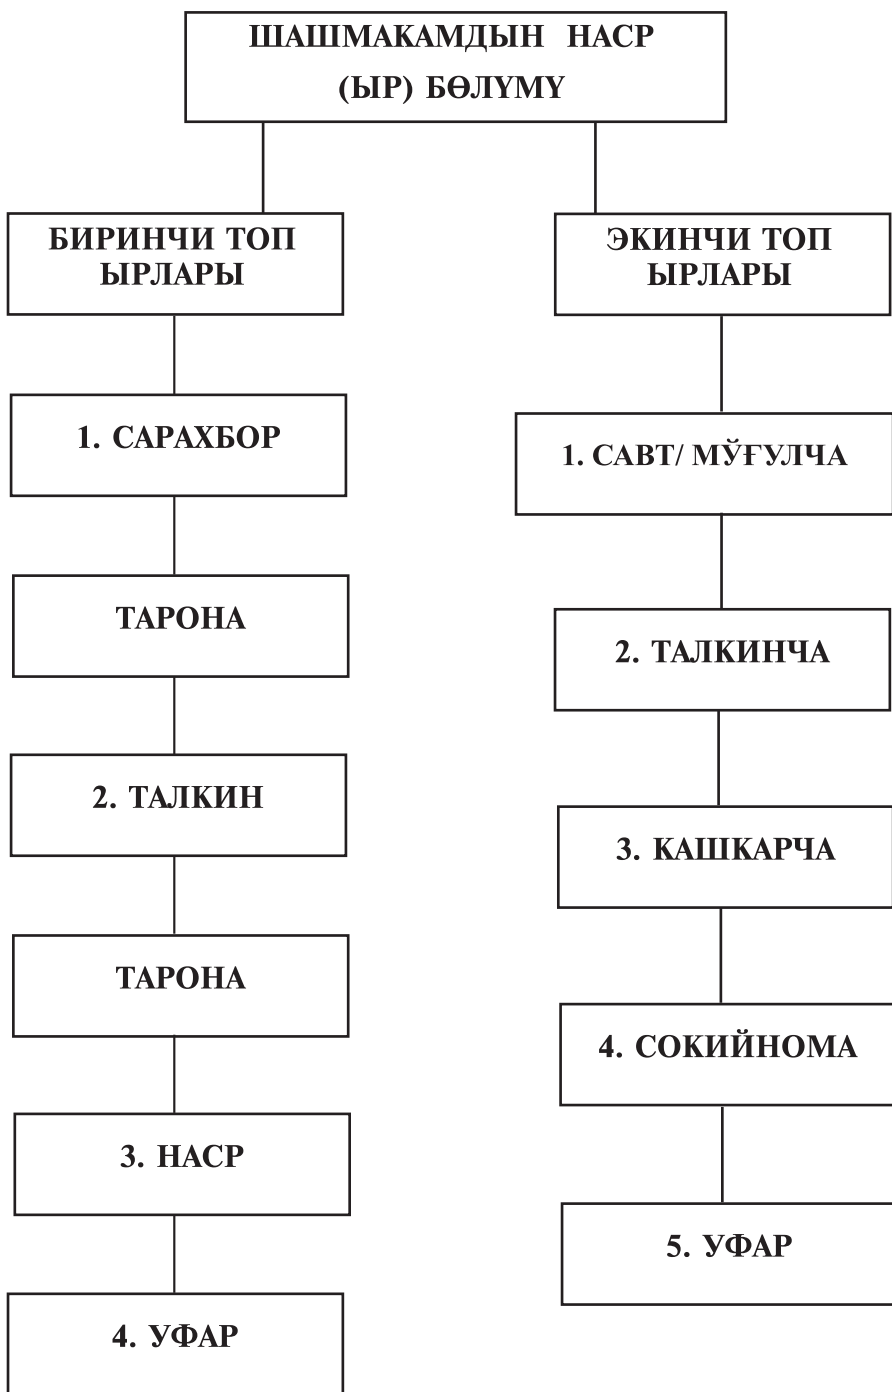 ШАШМАКАМДЫН НАСР
(ЫР) БӨЛҮМҮ
БИРИНЧИ ТОП
ЫРЛАРЫ
1. САРАХБОР
ТАРОНА
2. ТАЛКИН
ТАРОНА
3. НАСР
4. УФАР
ЭКИНЧИ ТОП
ЫРЛАРЫ
1. САВТ/ МЎҒУЛЧА
2. ТАЛКИНЧА
3. КАШКАРЧА
4. СОКИЙНОМА
5. УФАР